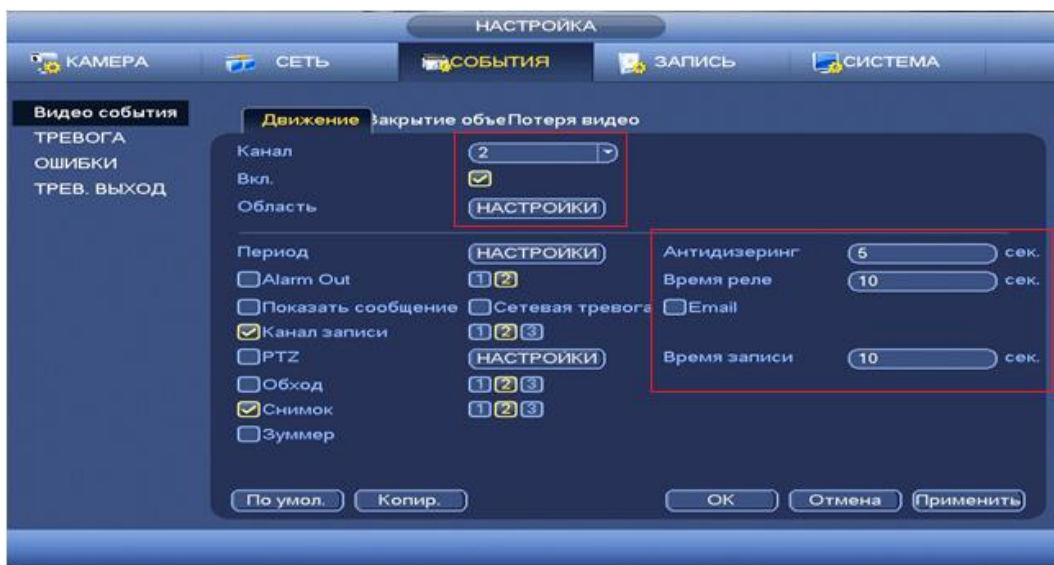 НАСТРОЙКА
КАМЕРА СЕТЬ СОБЫТИЯ ЗАПИСЬ СИСТЕМА
Видео события
ТРЕВОГА
ОШИБКИ
ТРЕВ. ВЫХОД
Движение Закрытие объе Потеря видео
Канал 2
Вкл.
Область НАСТРОЙКИ
Период НАСТРОЙКИ Антидизеринг 5 сек.
Alarm Out 1 2 Время реле 10 сек.
Показать сообщение Сетевая тревога Email
Канал записи 1 2 3
PTZ НАСТРОЙКИ Время записи 10 сек.
Обход 1 2 3
Снимок 1 2 3
Зуммер
По умол. Копир. OK Отмена Применить